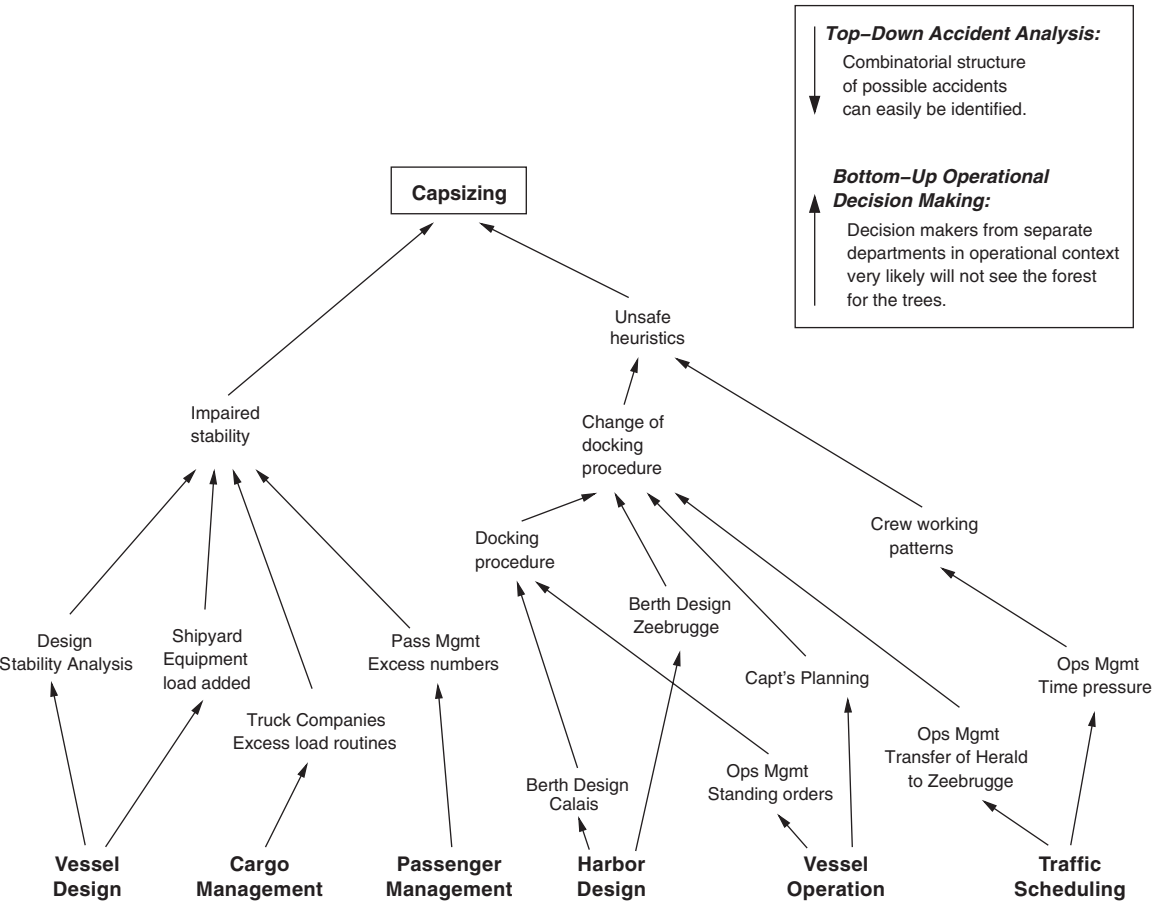 Top–Down Accident Analysis:
Combinatorial structure
of possible accidents
can easily be identified.
Bottom–Up Operational
Decision Making:
Decision makers from separate
departments in operational context
very likely will not see the forest
for the trees.
Capsizing
Unsafe
heuristics
Impaired
stability
Change of
docking
procedure
Docking
procedure
Crew working
patterns
Berth Design
Zeebrugge
Design
Stability Analysis
Shipyard
Equipment
load added
Pass Mgmt
Excess numbers
Truck Companies
Excess load routines
Capt's Planning
Ops Mgmt
Time pressure
Ops Mgmt
Transfer of Herald
to Zeebrugge
Berth Design
Calais
Ops Mgmt
Standing orders
Vessel
Design
Cargo
Management
Passenger
Management
Harbor
Design
Vessel
Operation
Traffic
Scheduling